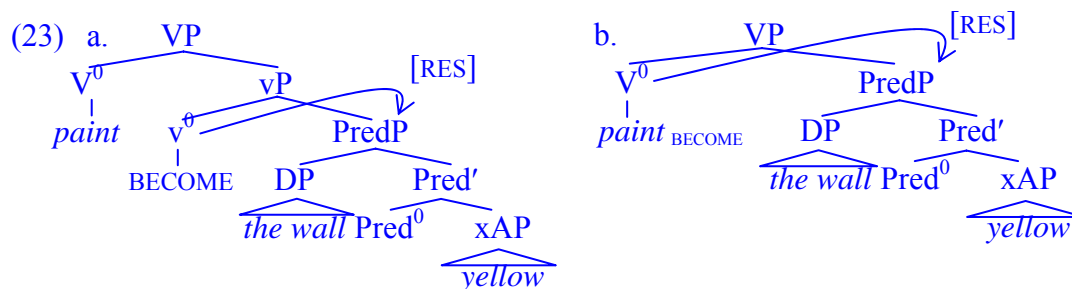 (23) a. VP b. VP [RES]
V⁰ vP [RES] V⁰ PredP
paint v⁰ PredP paint BECOME DP Pred′
BECOME DP Pred′ the wall Pred⁰ xAP
the wall Pred⁰ xAP yellow
yellow